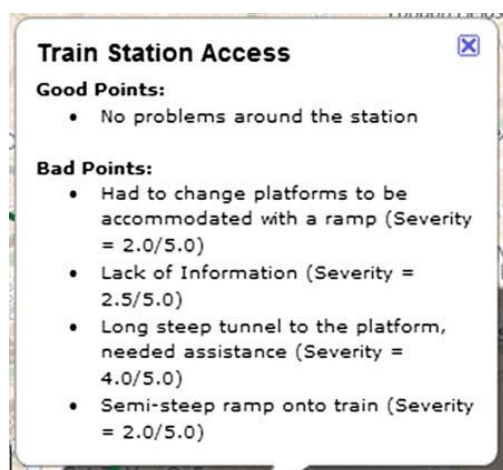 Train Station Access
Good Points:
• No problems around the station
Bad Points:
• Had to change platforms to be
accommodated with a ramp (Severity
= 2.0/5.0)
• Lack of Information (Severity =
2.5/5.0)
• Long steep tunnel to the platform,
needed assistance (Severity =
4.0/5.0)
• Semi-steep ramp onto train (Severity
= 2.0/5.0)